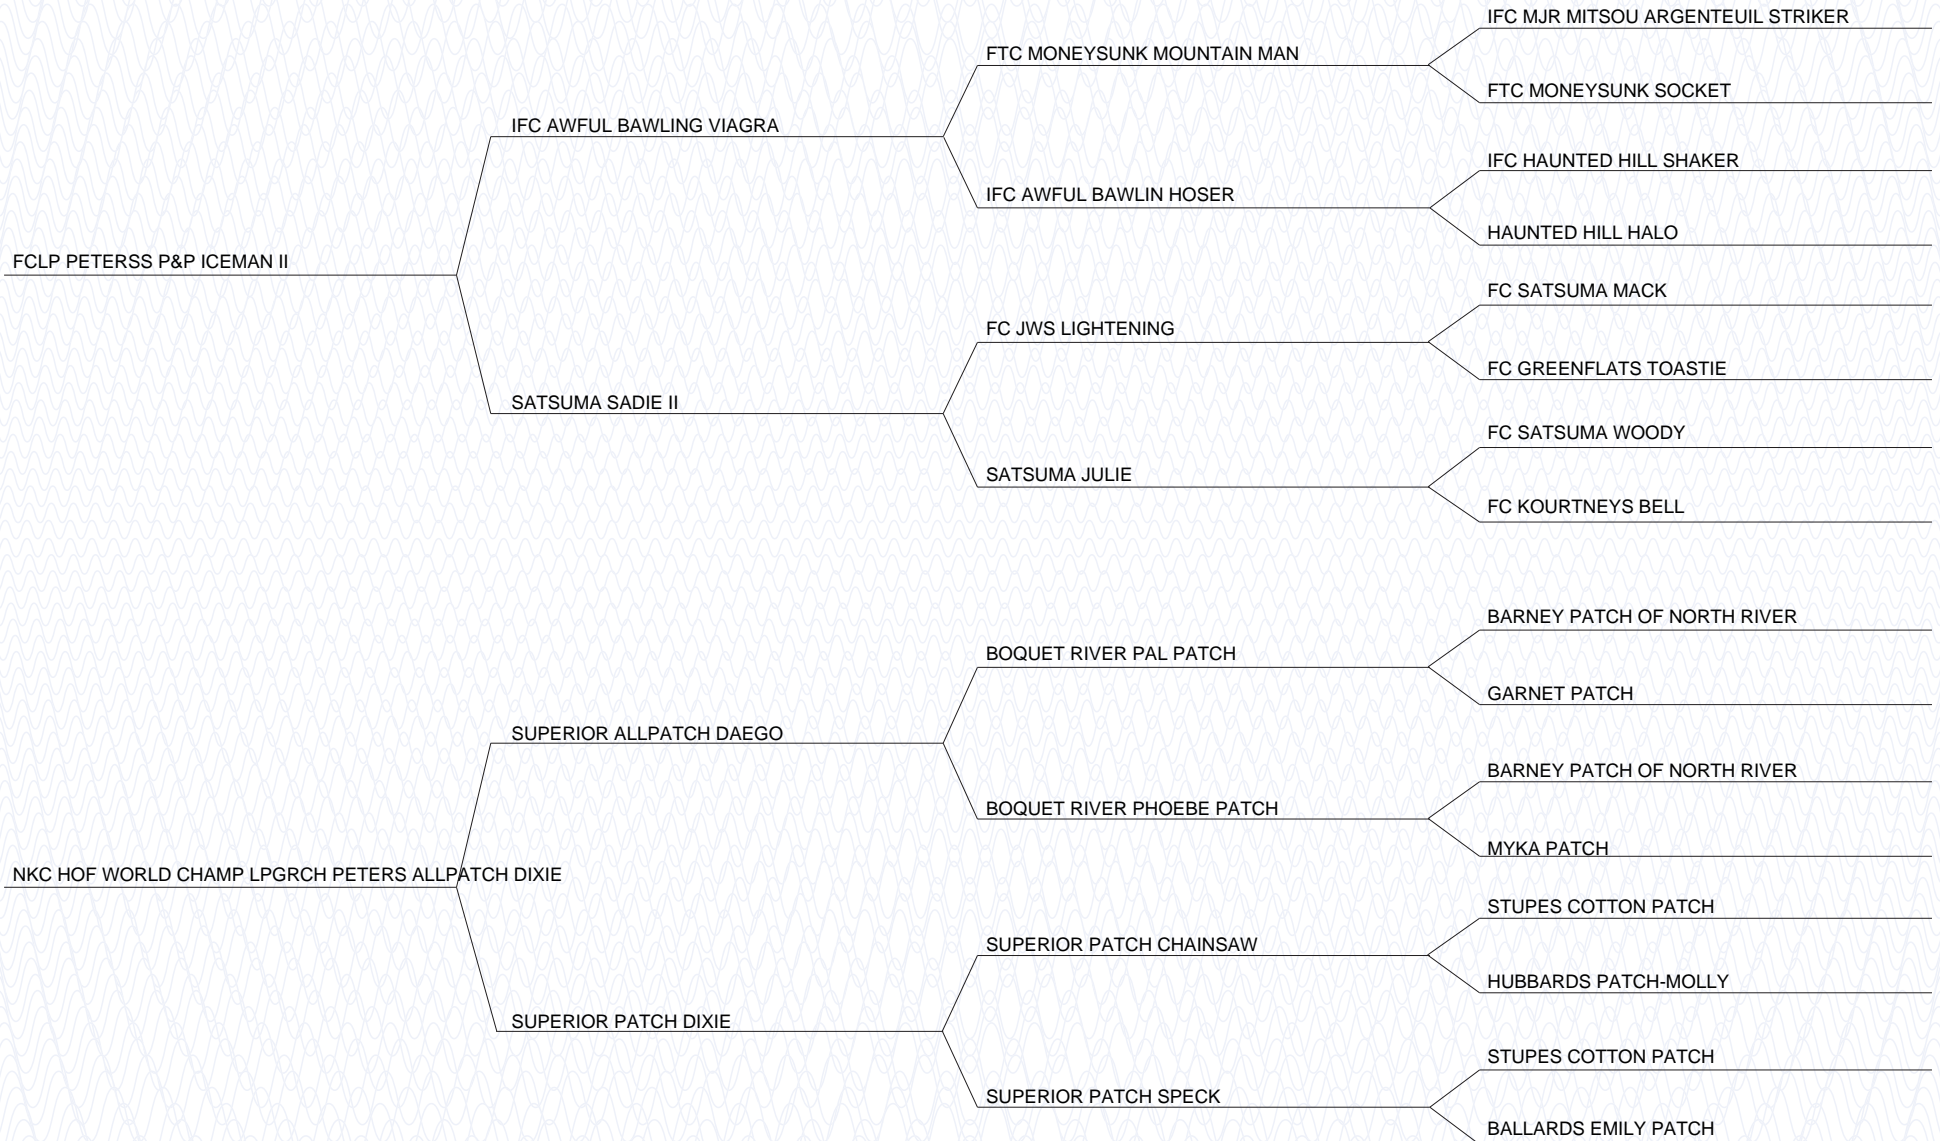 IFC MJR MITSOU ARGENTEUIL STRIKER
FTC MONEYSUNK MOUNTAIN MAN
FTC MONEYSUNK SOCKET
IFC AWFUL BAWLING VIAGRA
IFC HAUNTED HILL SHAKER
IFC AWFUL BAWLIN HOSER
HAUNTED HILL HALO
FCLP PETERSS P&P ICEMAN II
FC SATSUMA MACK
FC JWS LIGHTENING
FC GREENFLATS TOASTIE
SATSUMA SADIE II
FC SATSUMA WOODY
SATSUMA JULIE
FC KOURTNEYS BELL
BARNEY PATCH OF NORTH RIVER
BOQUET RIVER PAL PATCH
GARNET PATCH
SUPERIOR ALLPATCH DAEGO
BARNEY PATCH OF NORTH RIVER
BOQUET RIVER PHOEBE PATCH
MYKA PATCH
NKC HOF WORLD CHAMP LPGRCH PETERS ALLPATCH DIXIE
STUPES COTTON PATCH
SUPERIOR PATCH CHAINSAW
HUBBARDS PATCH-MOLLY
SUPERIOR PATCH DIXIE
STUPES COTTON PATCH
SUPERIOR PATCH SPECK
BALLARDS EMILY PATCH